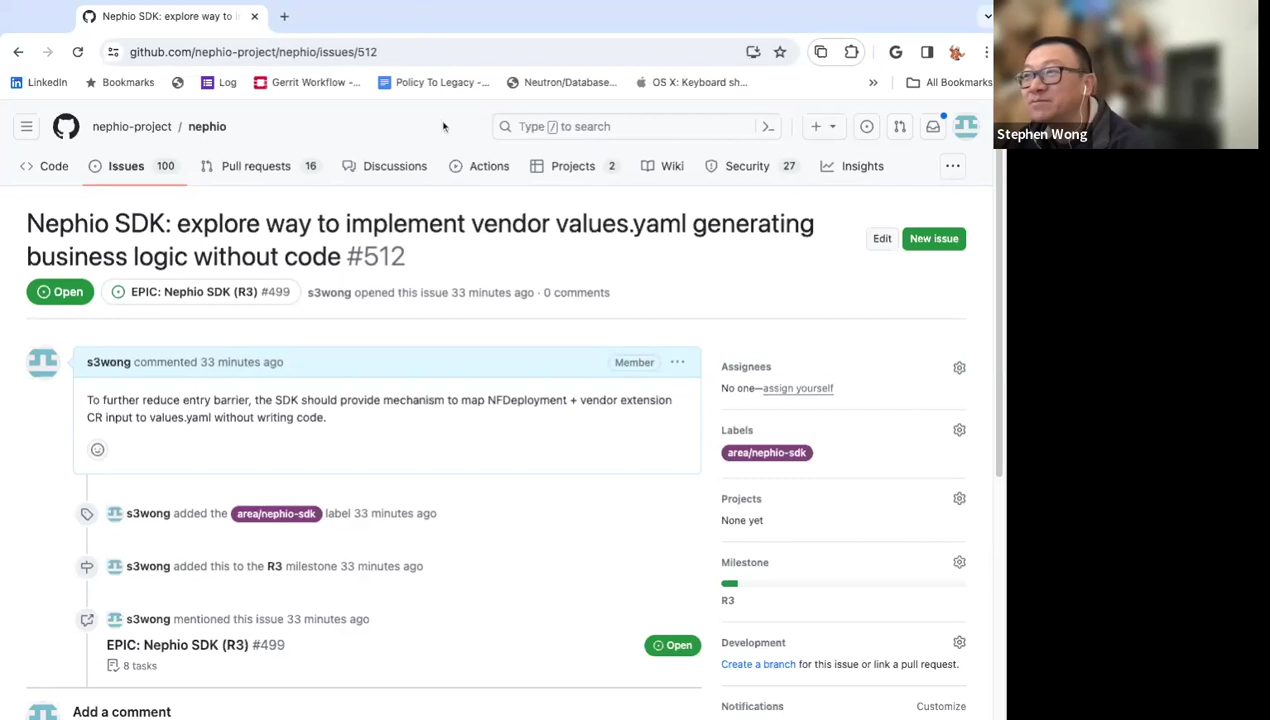 Nephio SDK: explore way to i
github.com/nephio-project/nephio/issues/512
LinkedIn
Bookmarks
Log
Gerrit Workflow -...
Policy To Legacy -...
Neutron/Database...
OS X: Keyboard sh...
»
All Bookmarks
Stephen Wong
nephio-project / nephio
Type / to search
Code
Issues 100
Pull requests 16
Discussions
Actions
Projects 2
Wiki
Security 27
Insights
Nephio SDK: explore way to implement vendor values.yaml generating
business logic without code #512
Edit
New issue
Open
EPIC: Nephio SDK (R3) #499
s3wong opened this issue 33 minutes ago · 0 comments
s3wong commented 33 minutes ago
Member
To further reduce entry barrier, the SDK should provide mechanism to map NFDeployment + vendor extension
CR input to values.yaml without writing code.
s3wong added the area/nephio-sdk label 33 minutes ago
s3wong added this to the R3 milestone 33 minutes ago
s3wong mentioned this issue 33 minutes ago
EPIC: Nephio SDK (R3) #499
Open
8 tasks
Add a comment
Assignees
No one—assign yourself
Labels
area/nephio-sdk
Projects
None yet
Milestone
R3
Development
Create a branch for this issue or link a pull request.
Notifications
Customize